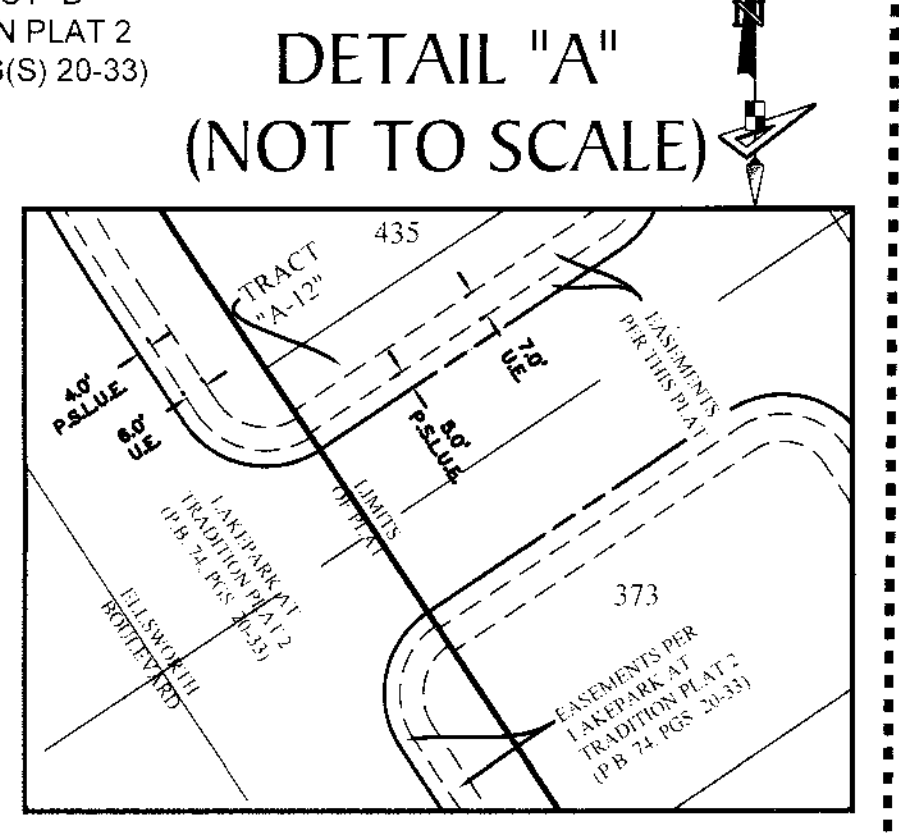 N PLAT 2
(S) 20-33)
N
DETAIL "A"
(NOT TO SCALE)
435
TRACT
"A-12"
EASEMENTS
PER THIS PLAT
7.0'
U.E.
4.0'
P.S.L.U.E.
6.0'
U.E.
5.0'
P.S.L.U.E.
LIMITS
OF PLAT
LAKEPARK AT
TRADITION PLAT 2
(P.B. 74, PGS. 20-33)
ELLSWORTH
BOULEVARD
373
EASEMENTS PER
LAKEPARK AT
TRADITION PLAT 2
(P.B. 74, PGS. 20-33)